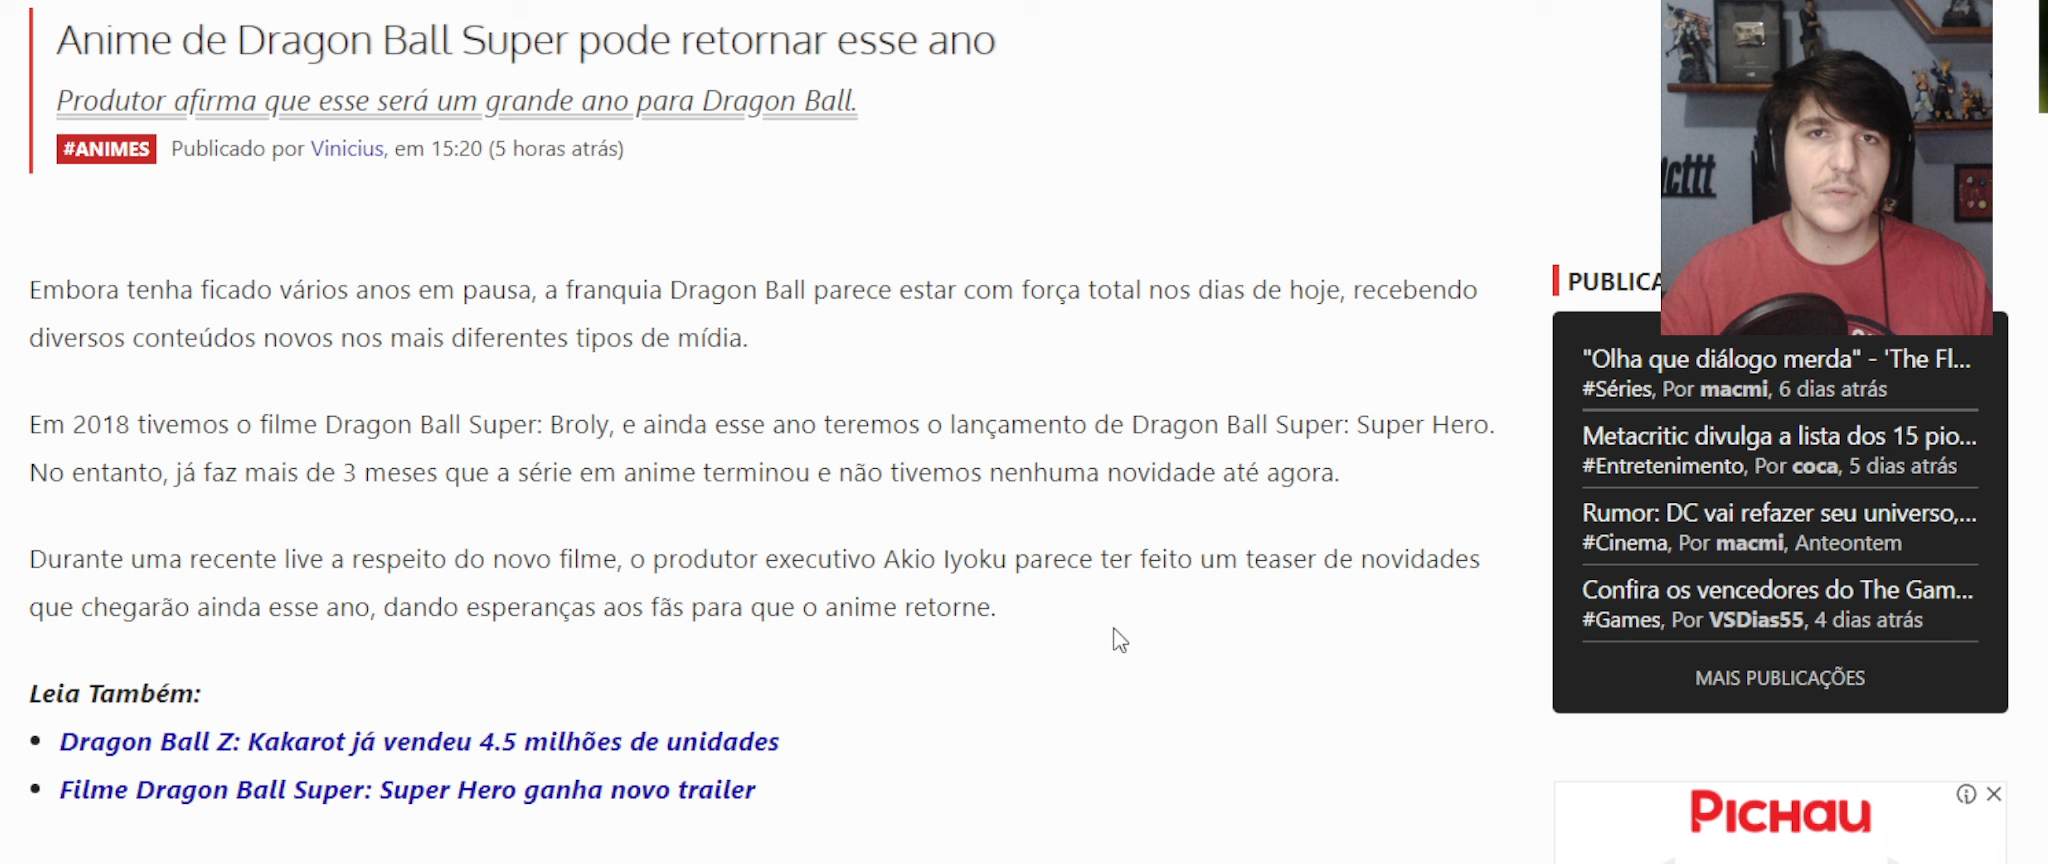 Anime de Dragon Ball Super pode retornar esse ano
Produtor afirma que esse será um grande ano para Dragon Ball.
#ANIMES Publicado por Vinicius, em 15:20 (5 horas atrás)
Embora tenha ficado vários anos em pausa, a franquia Dragon Ball parece estar com força total nos dias de hoje, recebendo
diversos conteúdos novos nos mais diferentes tipos de mídia.
Em 2018 tivemos o filme Dragon Ball Super: Broly, e ainda esse ano teremos o lançamento de Dragon Ball Super: Super Hero.
No entanto, já faz mais de 3 meses que a série em anime terminou e não tivemos nenhuma novidade até agora.
Durante uma recente live a respeito do novo filme, o produtor executivo Akio Iyoku parece ter feito um teaser de novidades
que chegarão ainda esse ano, dando esperanças aos fãs para que o anime retorne.
Leia Também:
• Dragon Ball Z: Kakarot já vendeu 4.5 milhões de unidades
• Filme Dragon Ball Super: Super Hero ganha novo trailer
PUBLICA
"Olha que diálogo merda" - 'The Fl...
#Séries, Por macmi, 6 dias atrás
Metacritic divulga a lista dos 15 pio...
#Entretenimento, Por coca, 5 dias atrás
Rumor: DC vai refazer seu universo,...
#Cinema, Por macmi, Anteontem
Confira os vencedores do The Gam...
#Games, Por VSDias55, 4 dias atrás
MAIS PUBLICAÇÕES
PICHAU